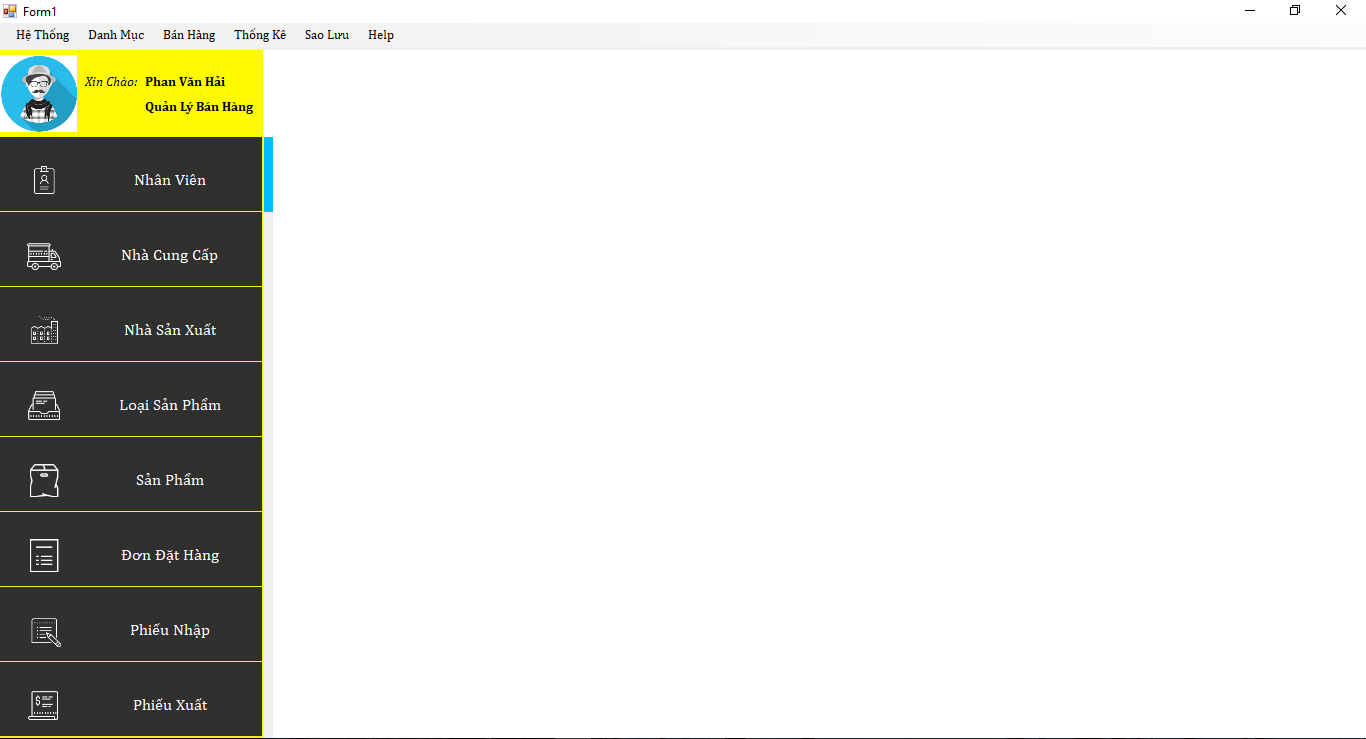 Form1
Hệ Thống Danh Mục Bán Hàng Thống Kê Sao Lưu Help
Xin Chào: Phan Văn Hải
Quản Lý Bán Hàng
Nhân Viên
Nhà Cung Cấp
Nhà Sản Xuất
Loại Sản Phẩm
Sản Phẩm
Đơn Đặt Hàng
Phiếu Nhập
Phiếu Xuất